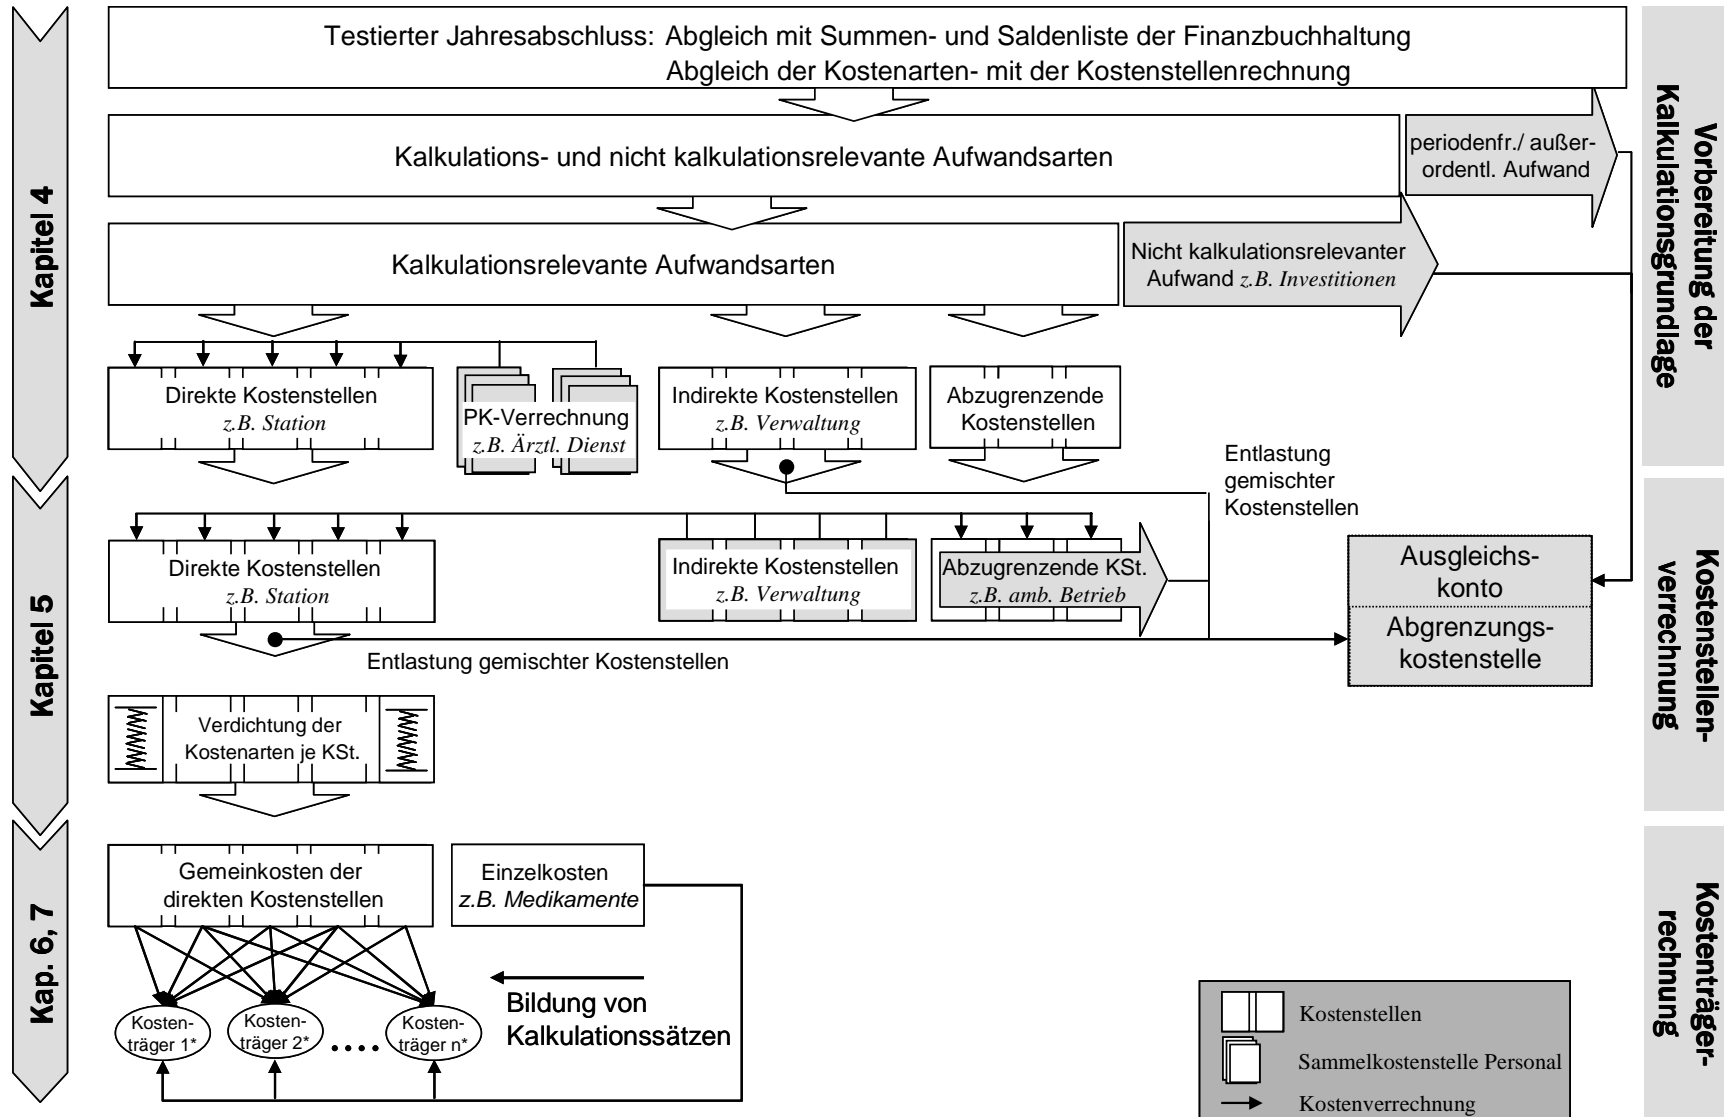 Testierter Jahresabschluss: Abgleich mit Summen- und Saldenliste der Finanzbuchhaltung
Abgleich der Kostenarten- mit der Kostenstellenrechnung
Kalkulations- und nicht kalkulationsrelevante Aufwandsarten
periodenfr./ außer-
ordentl. Aufwand
Kalkulationsrelevante Aufwandsarten
Nicht kalkulationsrelevanter
Aufwand z.B. Investitionen
Kapitel 4
Vorbereitung der
Kalkulationsgrundlage
Direkte Kostenstellen
z.B. Station
PK-Verrechnung
z.B. Ärztl. Dienst
Indirekte Kostenstellen
z.B. Verwaltung
Abzugrenzende
Kostenstellen
Entlastung
gemischter
Kostenstellen
Kapitel 5
Kostenstellen-
verrechnung
Direkte Kostenstellen
z.B. Station
Indirekte Kostenstellen
z.B. Verwaltung
Abzugrenzende KSt.
z.B. amb. Betrieb
Ausgleichs-
konto
Abgrenzungs-
kostenstelle
Entlastung gemischter Kostenstellen
Verdichtung der
Kostenarten je KSt.
Kap. 6, 7
Kostenträger-
rechnung
Gemeinkosten der
direkten Kostenstellen
Einzelkosten
z.B. Medikamente
Bildung von
Kalkulationssätzen
Kosten-
träger 1*
Kosten-
träger 2*
....
Kosten-
träger n*
Kostenstellen
Sammelkostenstelle Personal
Kostenverrechnung